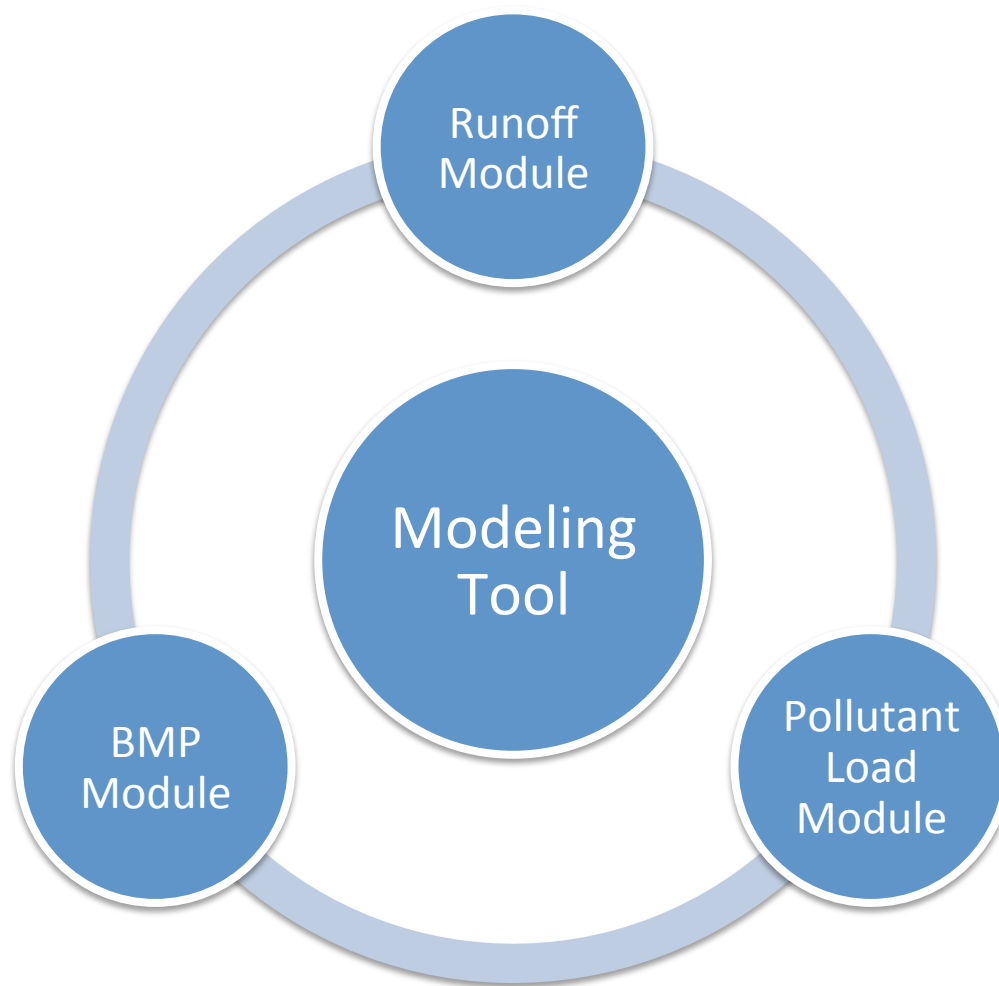 Runoff
Module
Modeling
Tool
BMP
Module
Pollutant
Load
Module